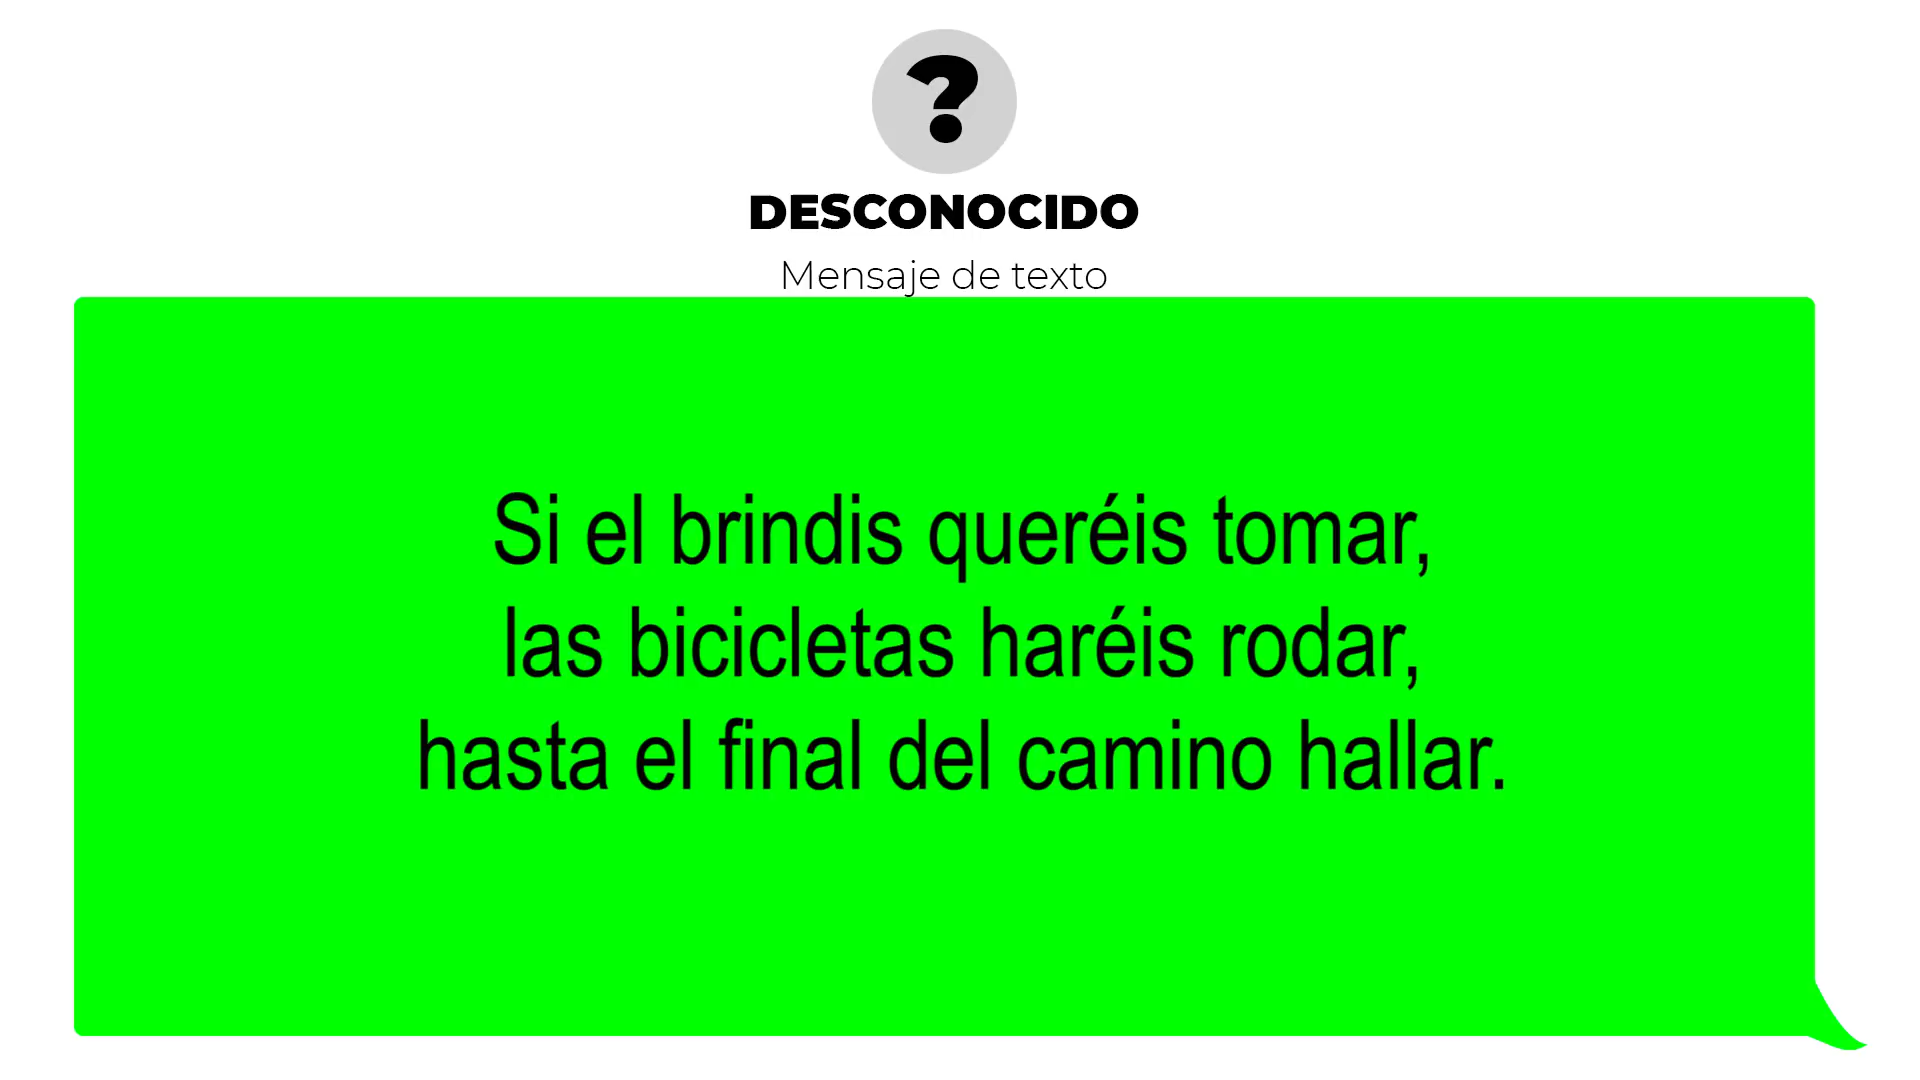 ?
DESCONOCIDO
Mensaje de texto
Si el brindis queréis tomar,
las bicicletas haréis rodar,
hasta el final del camino hallar.